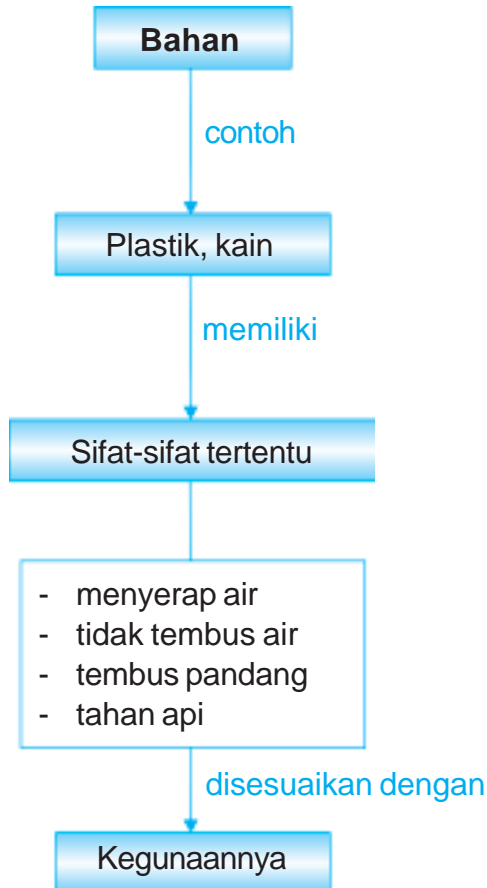 Bahan
contoh
Plastik, kain
memiliki
Sifat-sifat tertentu
- menyerap air
- tidak tembus air
- tembus pandang
- tahan api
disesuaikan dengan
Kegunaannya